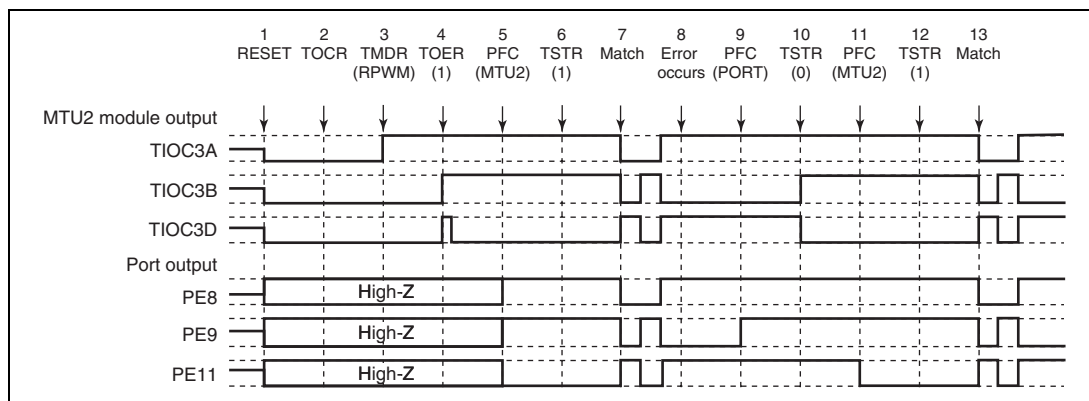 1 2 3 4 5 6 7 8 9 10 11 12 13
RESET TOCR TMDR TOER PFC TSTR Match Error PFC TSTR PFC TSTR Match
(RPWM) (1) (MTU2) (1) occurs (PORT) (0) (MTU2) (1)
MTU2 module output
TIOC3A
TIOC3B
TIOC3D
Port output
PE8 High-Z
PE9 High-Z
PE11 High-Z